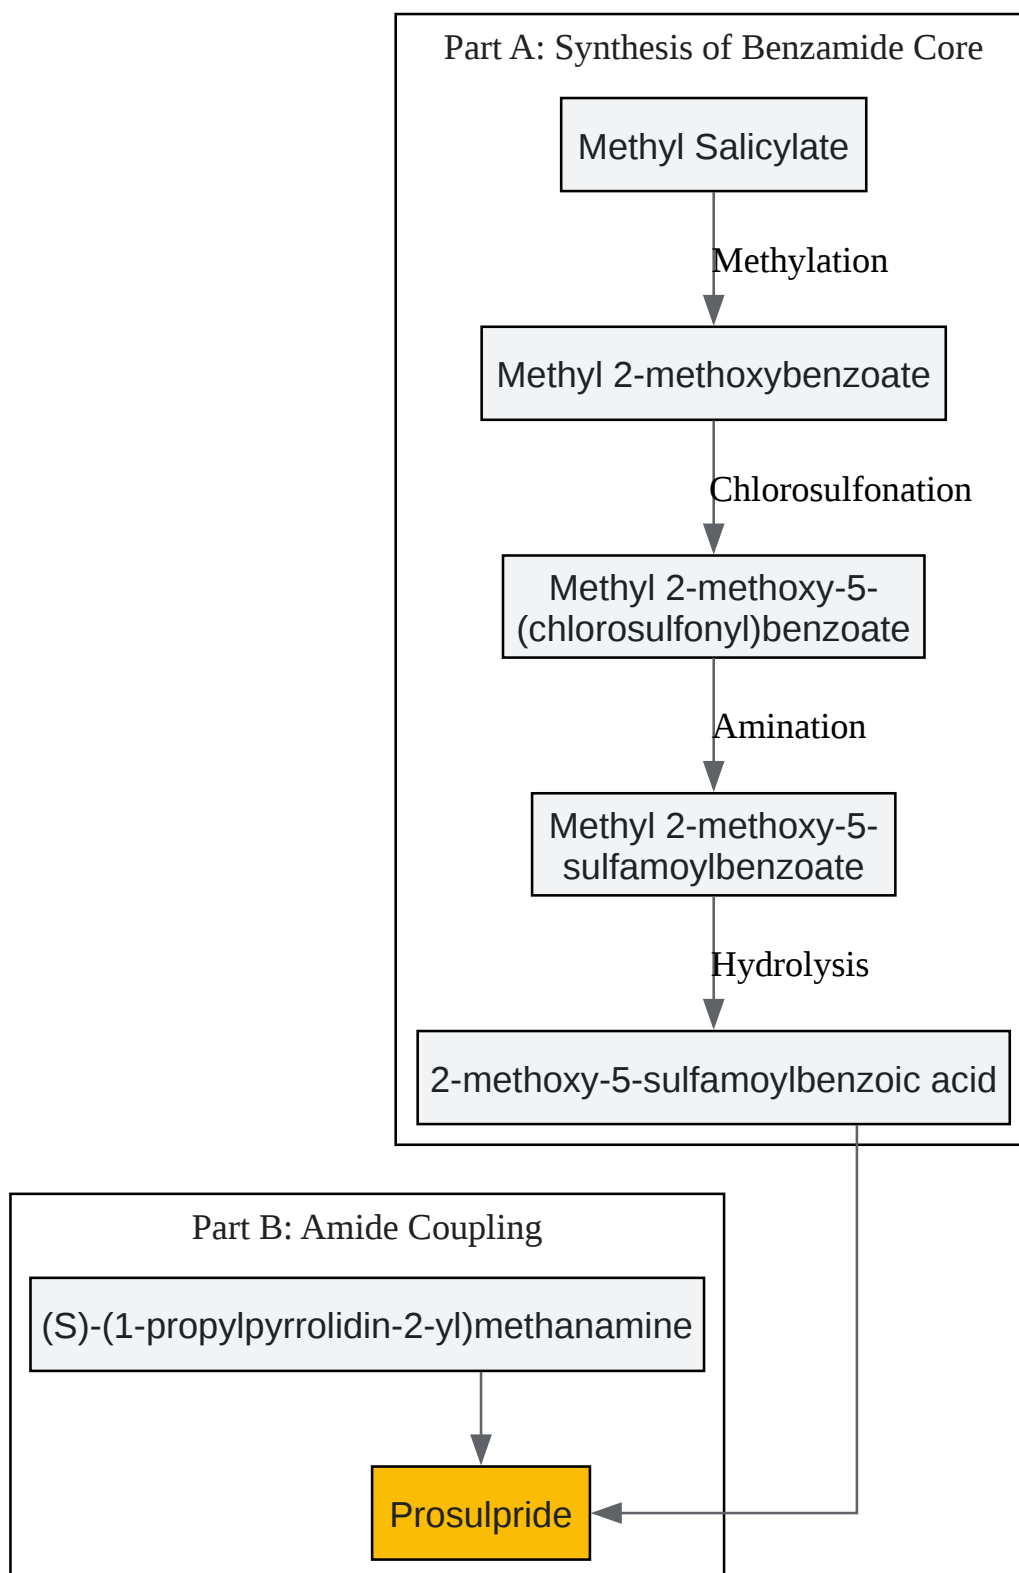 Part A: Synthesis of Benzamide Core
Methyl Salicylate
Methylation
Methyl 2-methoxybenzoate
Chlorosulfonation
Methyl 2-methoxy-5-
(chlorosulfonyl)benzoate
Amination
Methyl 2-methoxy-5-
sulfamoylbenzoate
Hydrolysis
2-methoxy-5-sulfamoylbenzoic acid
Part B: Amide Coupling
(S)-(1-propylpyrrolidin-2-yl)methanamine
Prosulpride